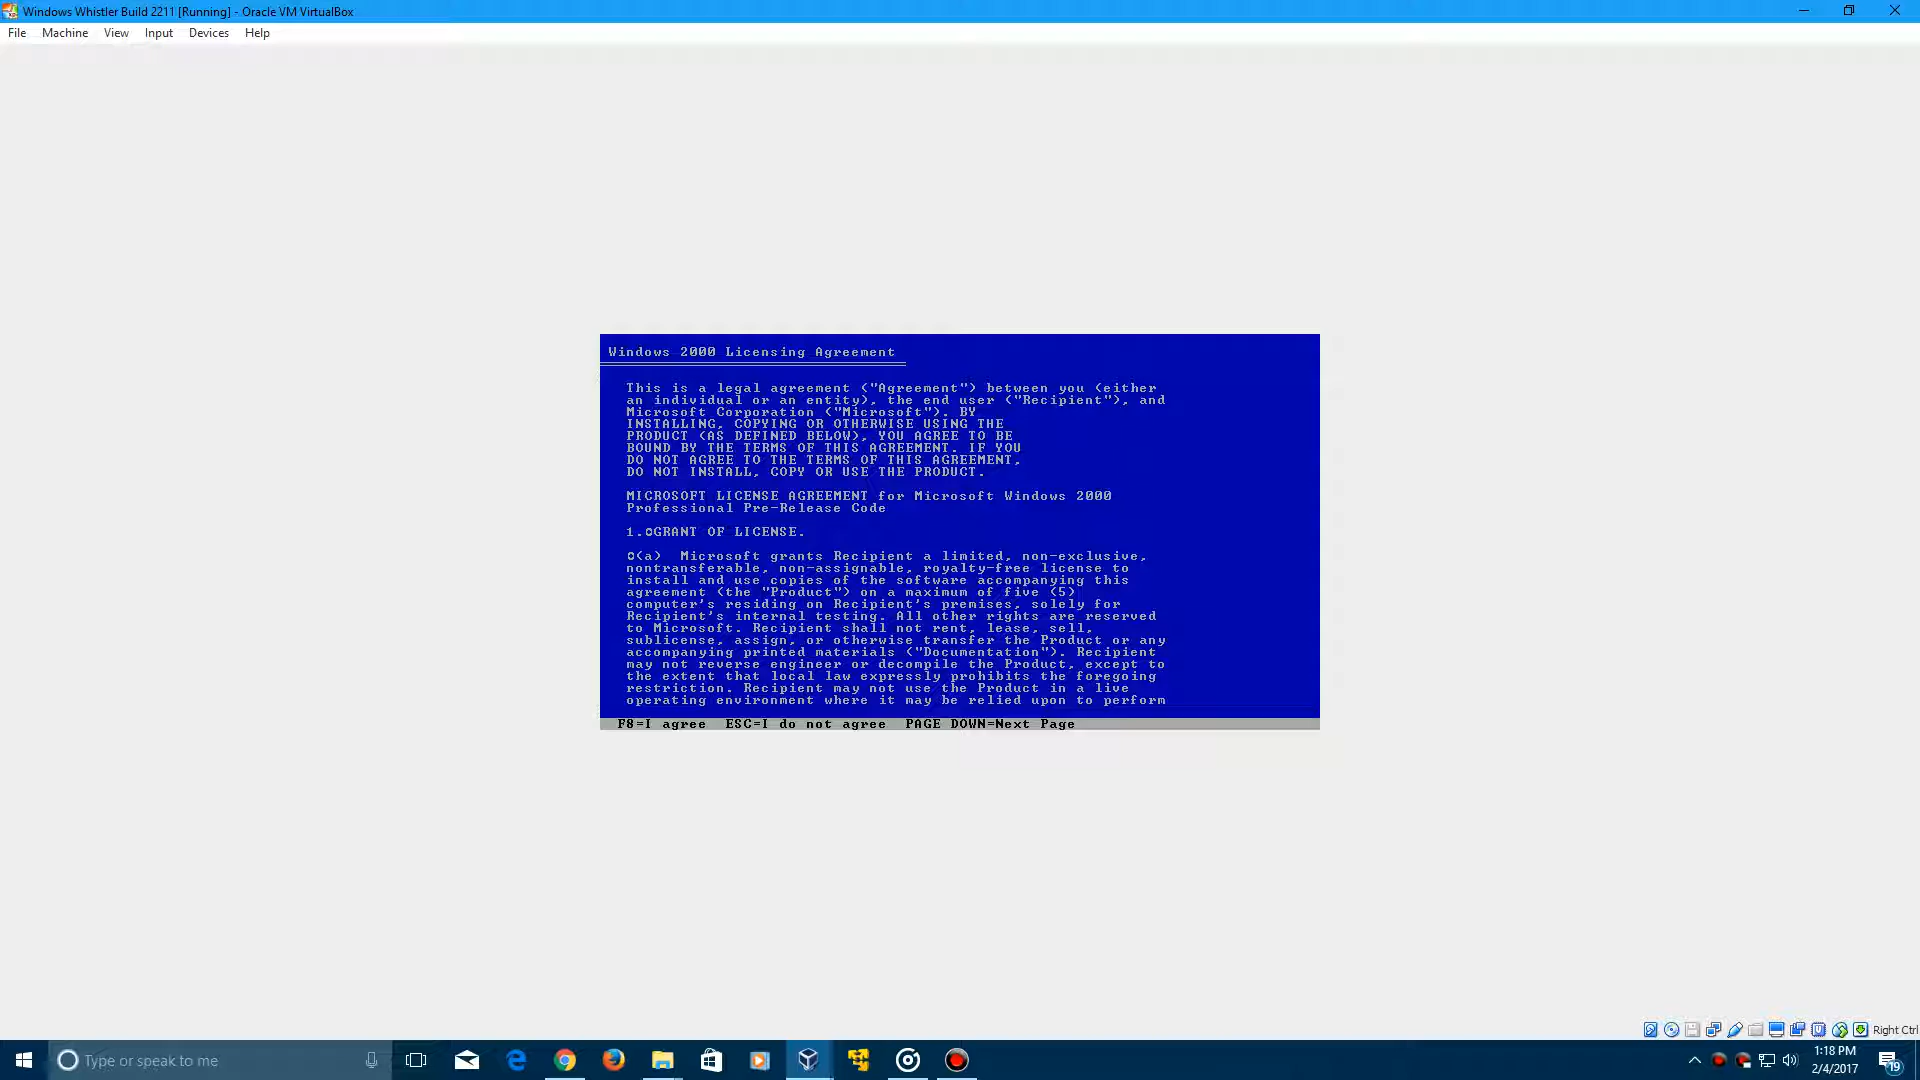 Windows Whistler Build 2211 [Running] - Oracle VM VirtualBox
File Machine View Input Devices Help
Windows 2000 Licensing Agreement
This is a legal agreement ("Agreement") between you (either
an individual or an entity), the end user ("Recipient"), and
Microsoft Corporation ("Microsoft"). BY
INSTALLING, COPYING OR OTHERWISE USING THE
PRODUCT (AS DEFINED BELOW), YOU AGREE TO BE
BOUND BY THE TERMS OF THIS AGREEMENT. IF YOU
DO NOT AGREE TO THE TERMS OF THIS AGREEMENT,
DO NOT INSTALL, COPY OR USE THE PRODUCT.
MICROSOFT LICENSE AGREEMENT for Microsoft Windows 2000
Professional Pre-Release Code
1.¢GRANT OF LICENSE.
¢(a) Microsoft grants Recipient a limited, non-exclusive,
nontransferable, non-assignable, royalty-free license to
install and use copies of the software accompanying this
agreement (the "Product") on a maximum of five (5)
computer's residing on Recipient's premises, solely for
Recipient's internal testing. All other rights are reserved
to Microsoft. Recipient shall not rent, lease, sell,
sublicense, assign, or otherwise transfer the Product or any
accompanying printed materials ("Documentation"). Recipient
may not reverse engineer or decompile the Product, except to
the extent that local law expressly prohibits the foregoing
restriction. Recipient may not use the Product in a live
operating environment where it may be relied upon to perform
F8=I agree ESC=I do not agree PAGE DOWN=Next Page
Right Ctrl
Type or speak to me
1:18 PM
2/4/2017
19